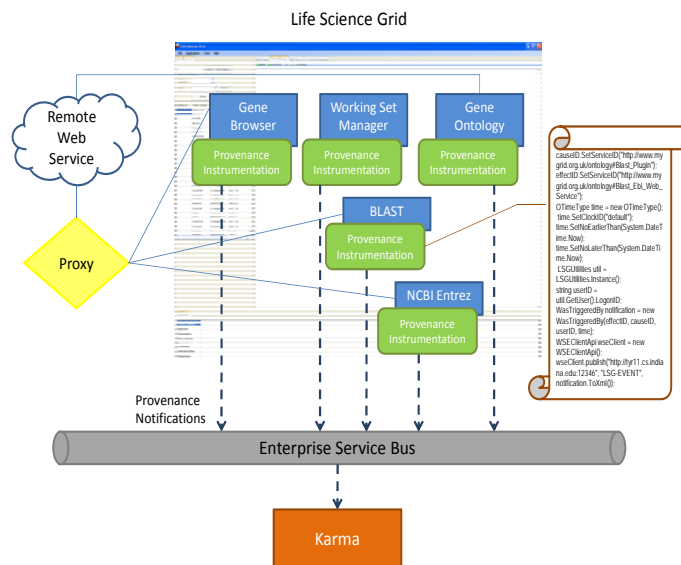 Life Science Grid
Remote
Web
Service
Gene
Browser
Working Set
Manager
Gene
Ontology
Provenance
Instrumentation
Provenance
Instrumentation
Provenance
Instrumentation
BLAST
Provenance
Instrumentation
Proxy
NCBI Entrez
Provenance
Instrumentation
causeID.SetServiceID("http://www.my
grid.org.uk/ontology#Blast_Plugin");
effectID.SetServiceID("http://www.my
grid.org.uk/ontology#Blast_Ebi_Web_
Service");
OTimeType time = new OTimeType();
time.SetClockID("default");
time.SetNoEarlierThan(System.DateT
ime.Now);
time.SetNoLaterThan(System.DateTi
me.Now);
LSGUtilities util =
LSGUtilities.Instance();
string userID =
util.GetUser().LogonID;
WasTriggeredBy notification = new
WasTriggeredBy(effectID, causeID,
userID, time);
WSEClientApi wseClient = new
WSEClientApi();
wseClient.publish("http://tyr11.cs.india
na.edu:12346", "LSG-EVENT",
notification.ToXml());
Provenance
Notifications
Enterprise Service Bus
Karma